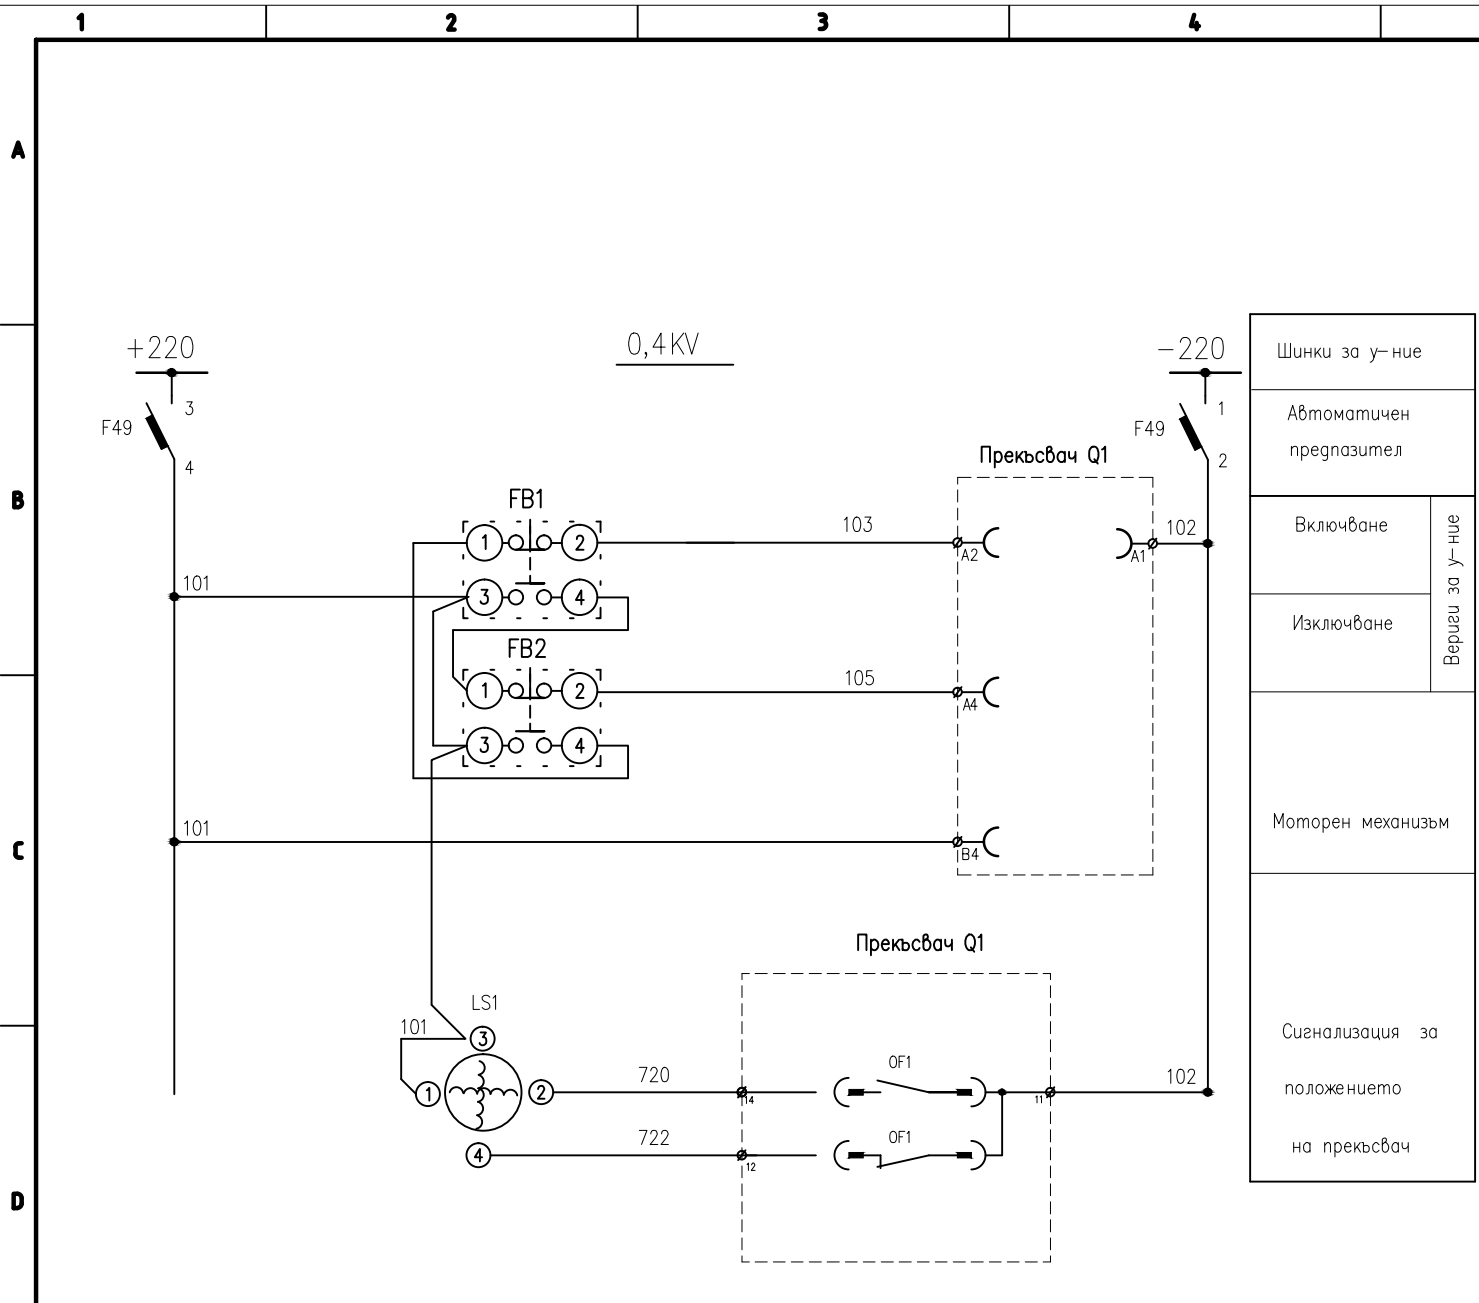 1 2 3 4
A
+220 0,4KV -220 Шинки за у-ние
3 1 Автоматичен
F49 F49
4 2 предпазител
Прекъсвач Q1
B
FB1
1 2 103 A2 A1 102 Включване
Вериги за у-ние
101 3 4
Изключване
FB2
1 2 105 A4
3 4
101 B4 Моторен механизъм
C
Прекъсвач Q1
LS1
101 3 Сигнализация за
1 2 720 14 OF1 11 102 положението
4 722 12 OF1 на прекъсвач
D